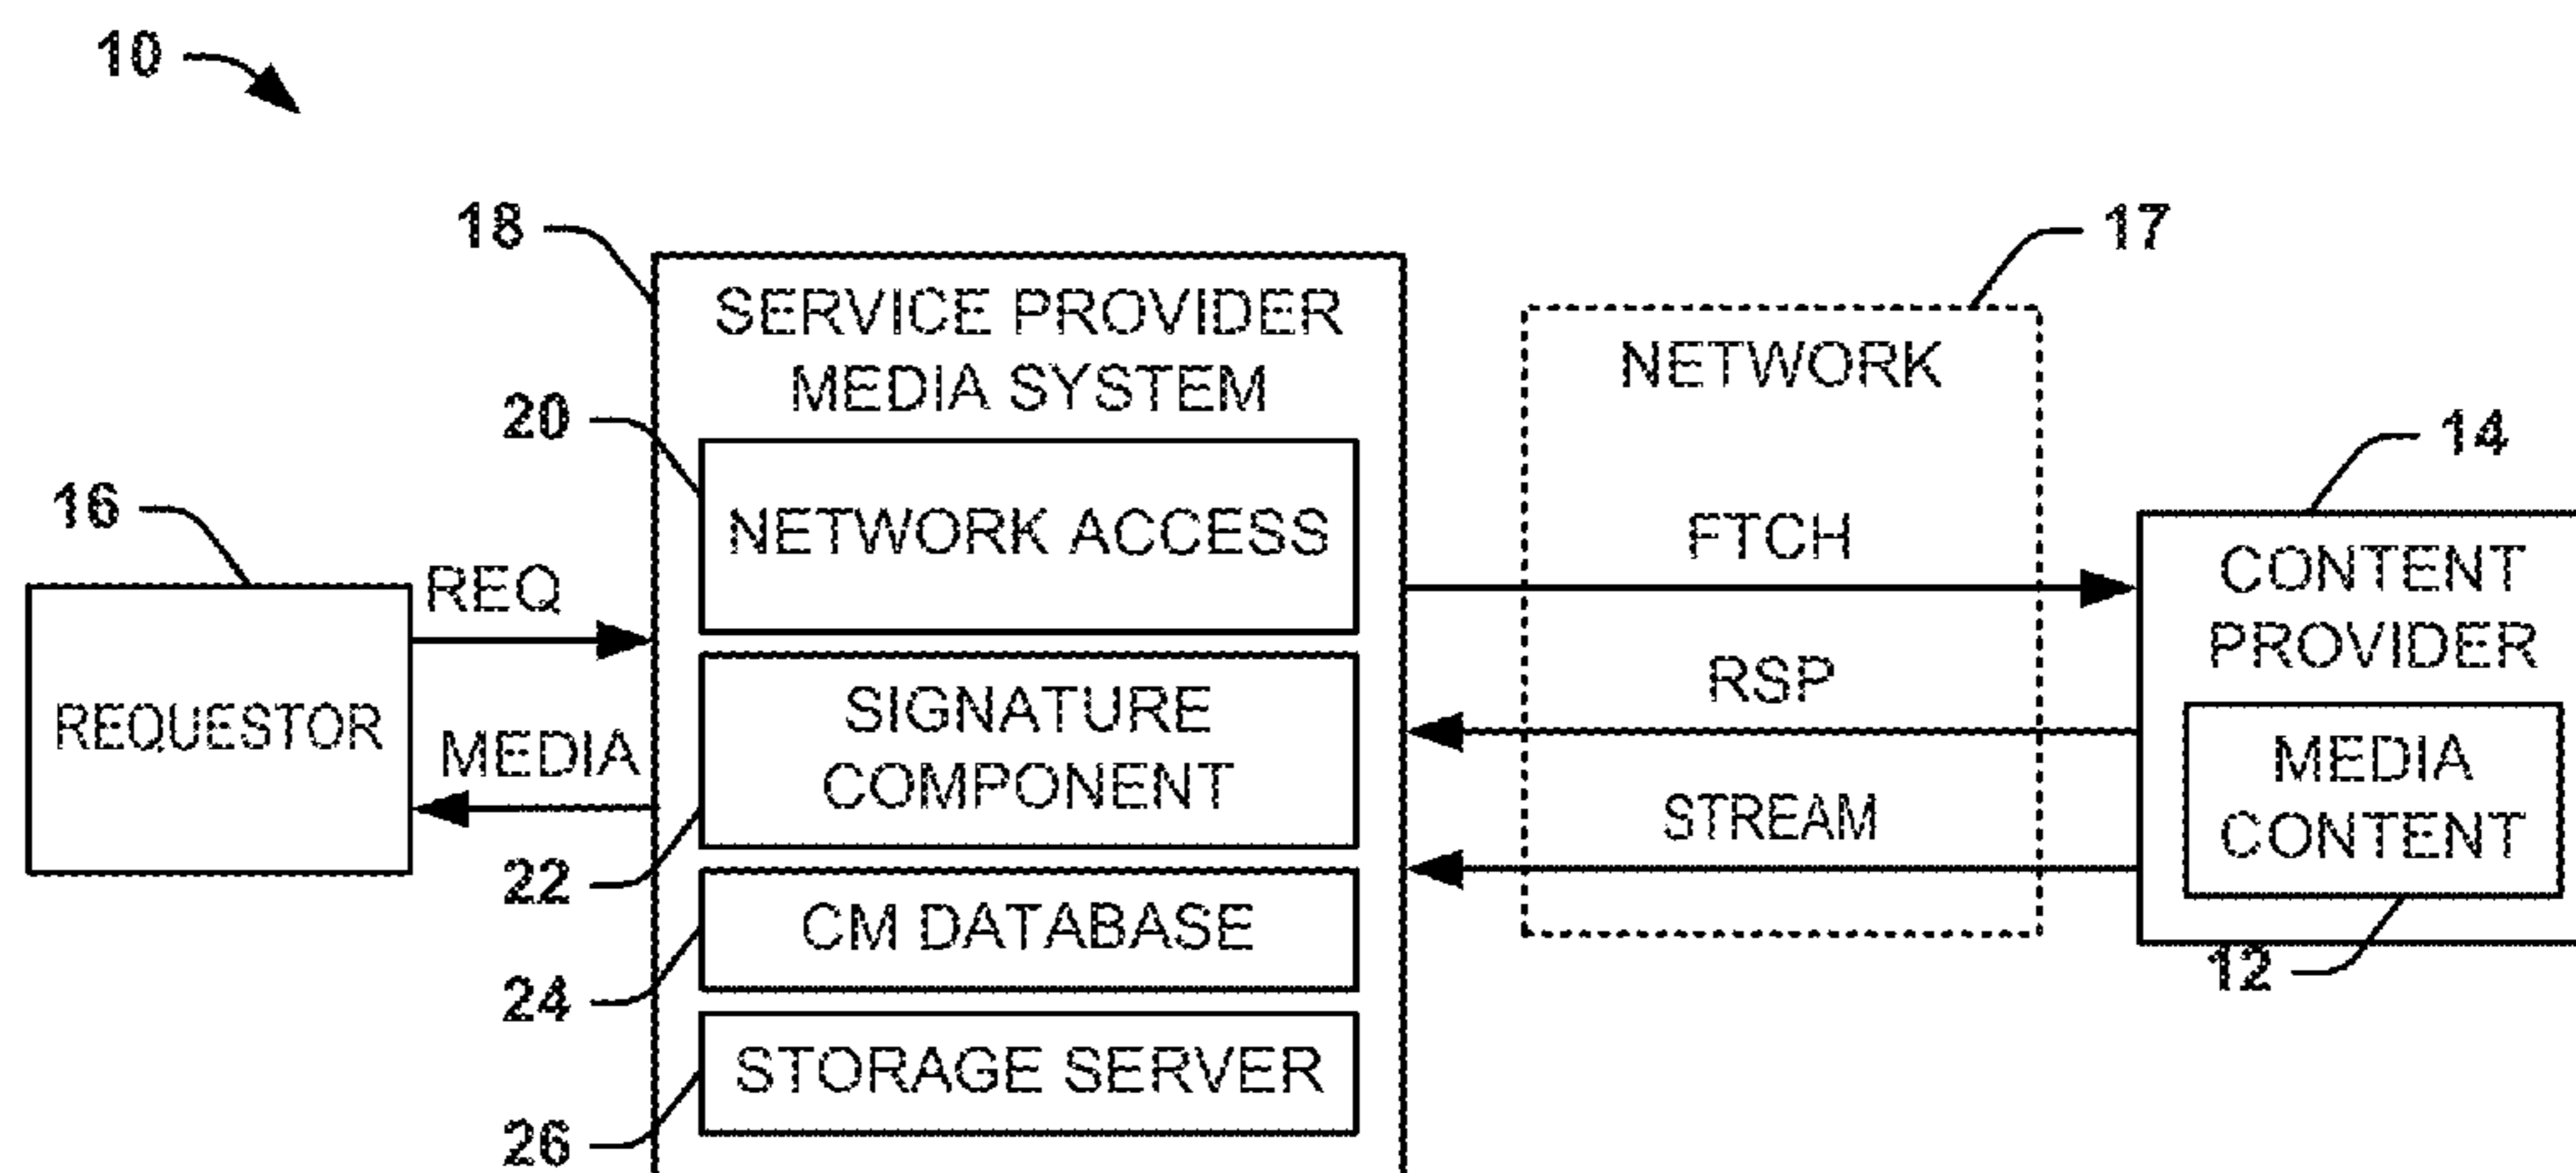 10
18
17
SERVICE PROVIDER
MEDIA SYSTEM
NETWORK
20
14
NETWORK ACCESS
16
FTCH
CONTENT
PROVIDER
REQ
REQUESTOR
MEDIA
SIGNATURE
COMPONENT
RSP
MEDIA
CONTENT
STREAM
22
CM DATABASE
12
24
STORAGE SERVER
26